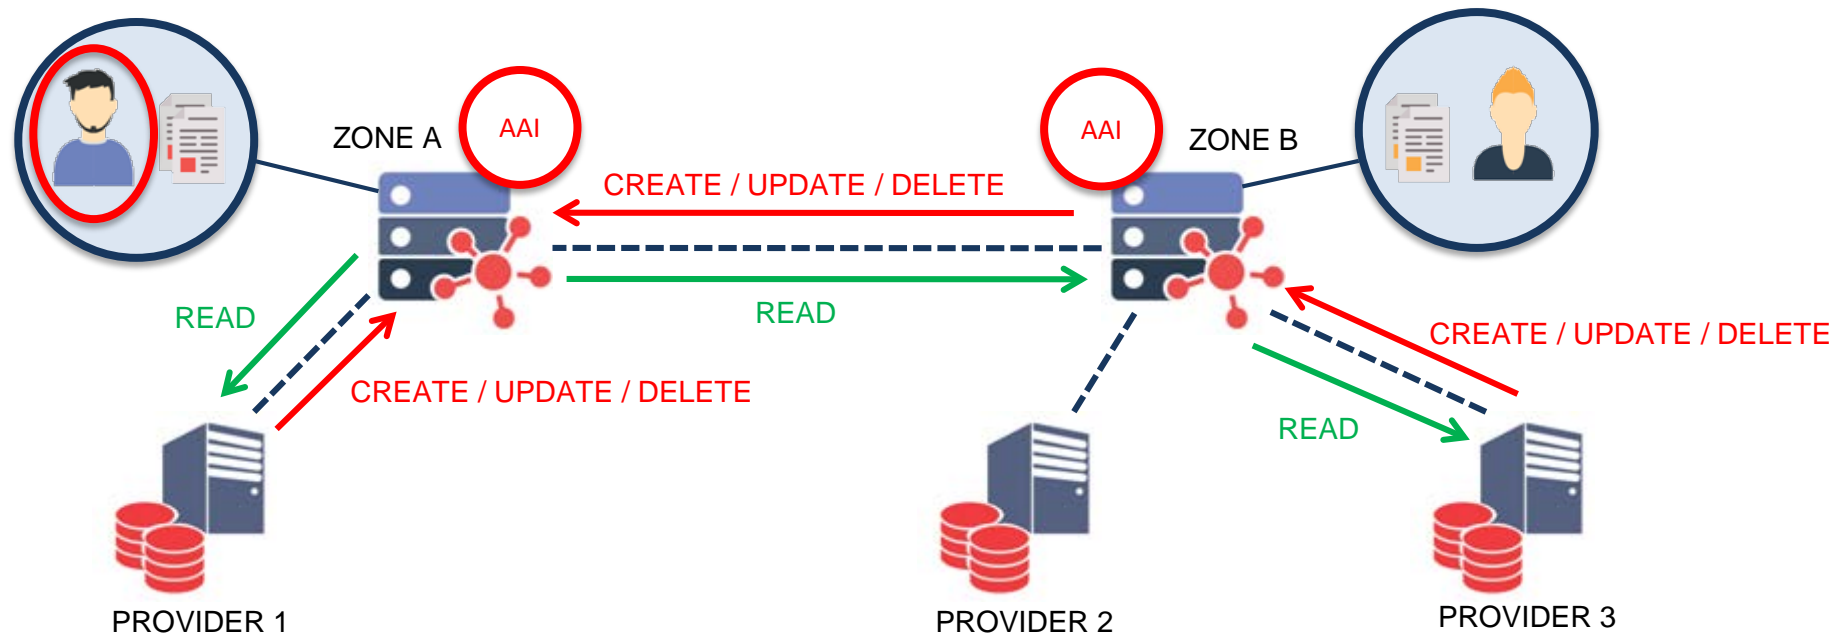 ZONE A
AAI
AAI
ZONE B
CREATE / UPDATE / DELETE
READ
READ
CREATE / UPDATE / DELETE
CREATE / UPDATE / DELETE
READ
PROVIDER 1
PROVIDER 2
PROVIDER 3